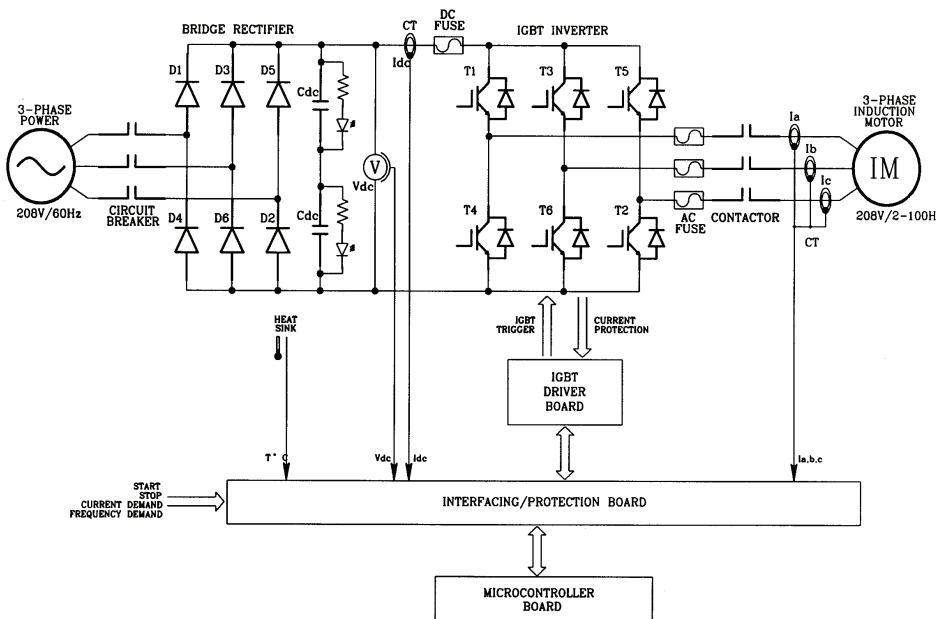 BRIDGE RECTIFIER
CT
DC
FUSE
IGBT INVERTER
Idc
D1
D3
D5
Cdc
T1
T3
T5
3-PHASE
POWER
3-PHASE
INDUCTION
MOTOR
Ia
Ib
Ic
V
Vdc
IM
208V/60Hz
CIRCUIT
BREAKER
D4
D6
D2
Cdc
T4
T6
T2
AC
FUSE
CONTACTOR
CT
208V/2-100H
HEAT
SINK
IGBT
TRIGGER
CURRENT
PROTECTION
IGBT
DRIVER
BOARD
T° C
Vdc
Idc
Ia,b,c
START
STOP
CURRENT DEMAND
FREQUENCY DEMAND
INTERFACING/PROTECTION BOARD
MICROCONTROLLER
BOARD